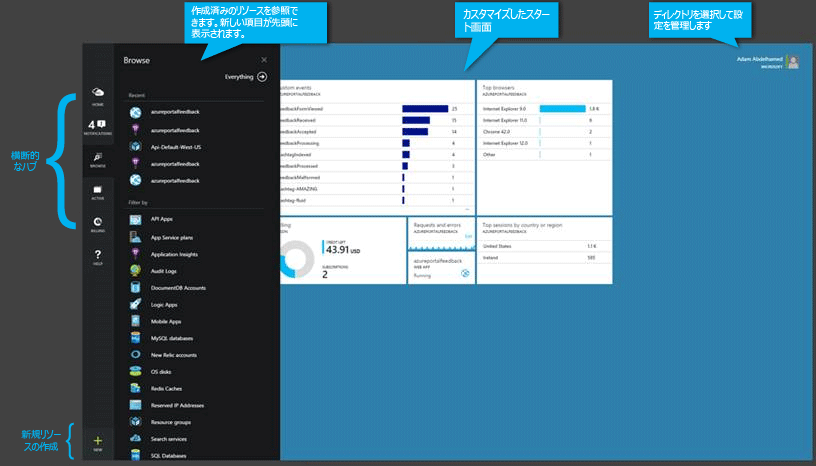 作成済みのリソースを参照で
きます。新しい項目が先頭に
表示されます。
カスタマイズしたスター
ト画面
ディレクトリを選択して設
定を管理します
横断的
なハブ
新規リソー
スの作成
HOME
4
NOTIFICATIONS
BROWSE
ACTIVE
BILLING
HELP
NEW
Browse
Everything
Recent
azureportalfeedback
azureportalfeedback
Api-Default-West-US
azureportalfeedback
azureportalfeedback
Filter by
API Apps
App Service plans
Application Insights
Audit Logs
DocumentDB Accounts
Logic Apps
Mobile Apps
MySQL databases
New Relic accounts
OS disks
Redis Caches
Reserved IP Addresses
Resource groups
Search services
SQL Databases
Adam Abdelhamed
MICROSOFT
ustom events
AZUREPORTALFEEDBACK
eedbackFormViewed 25
eedbackReceived 15
eedbackAccepted 14
eedbackProcessing 4
ashtagIndexed 4
eedbackProcessed 3
eedbackMalformed 1
ashtag-AMAZING 1
ashtag-fluid 1
Top browsers
AZUREPORTALFEEDBACK
Internet Explorer 9.0 1.8 K
Internet Explorer 11.0
Chrome 42.0 2
Internet Explorer 12.0 1
Other 1
lling
CREDIT LEFT
43.91 USD
SUBSCRIPTIONS
2
Requests and errors
AZUREPORTALFEEDBACK
Edit
azureportalfeedback
WEB APP
Running
Top sessions by country or region
AZUREPORTALFEEDBACK
United States 1.1 K
Ireland 585